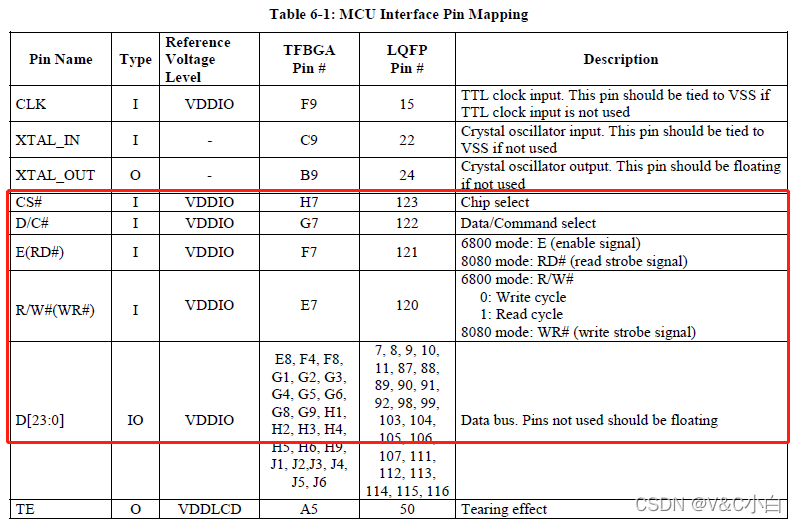 Table 6-1: MCU Interface Pin Mapping
Pin Name Type Reference Voltage Level TFBGA Pin # LQFP Pin # Description
CLK I VDDIO F9 15 TTL clock input. This pin should be tied to VSS if
TTL clock input is not used
XTAL_IN I - C9 22 Crystal oscillator input. This pin should be tied to
VSS if not used
XTAL_OUT O - B9 24 Crystal oscillator output. This pin should be floating
if not used
CS# I VDDIO H7 123 Chip select
D/C# I VDDIO G7 122 Data/Command select
E(RD#) I VDDIO F7 121 6800 mode: E (enable signal)
8080 mode: RD# (read strobe signal)
R/W#(WR#) I VDDIO E7 120 6800 mode: R/W#
0: Write cycle
1: Read cycle
8080 mode: WR# (write strobe signal)
D[23:0] IO VDDIO
E8, F4, F8,
G1, G2, G3,
G4, G5, G6,
G8, G9, H1,
H2, H3, H4,
H5, H6, H9,
J1, J2,J3, J4,
J5, J6
7, 8, 9, 10,
11, 87, 88,
89, 90, 91,
92, 98, 99,
103, 104,
105, 106,
107, 111,
112, 113,
114, 115, 116
Data bus. Pins not used should be floating
TE O VDDLCD A5 50 Tearing effect
CSDN @V&C小白